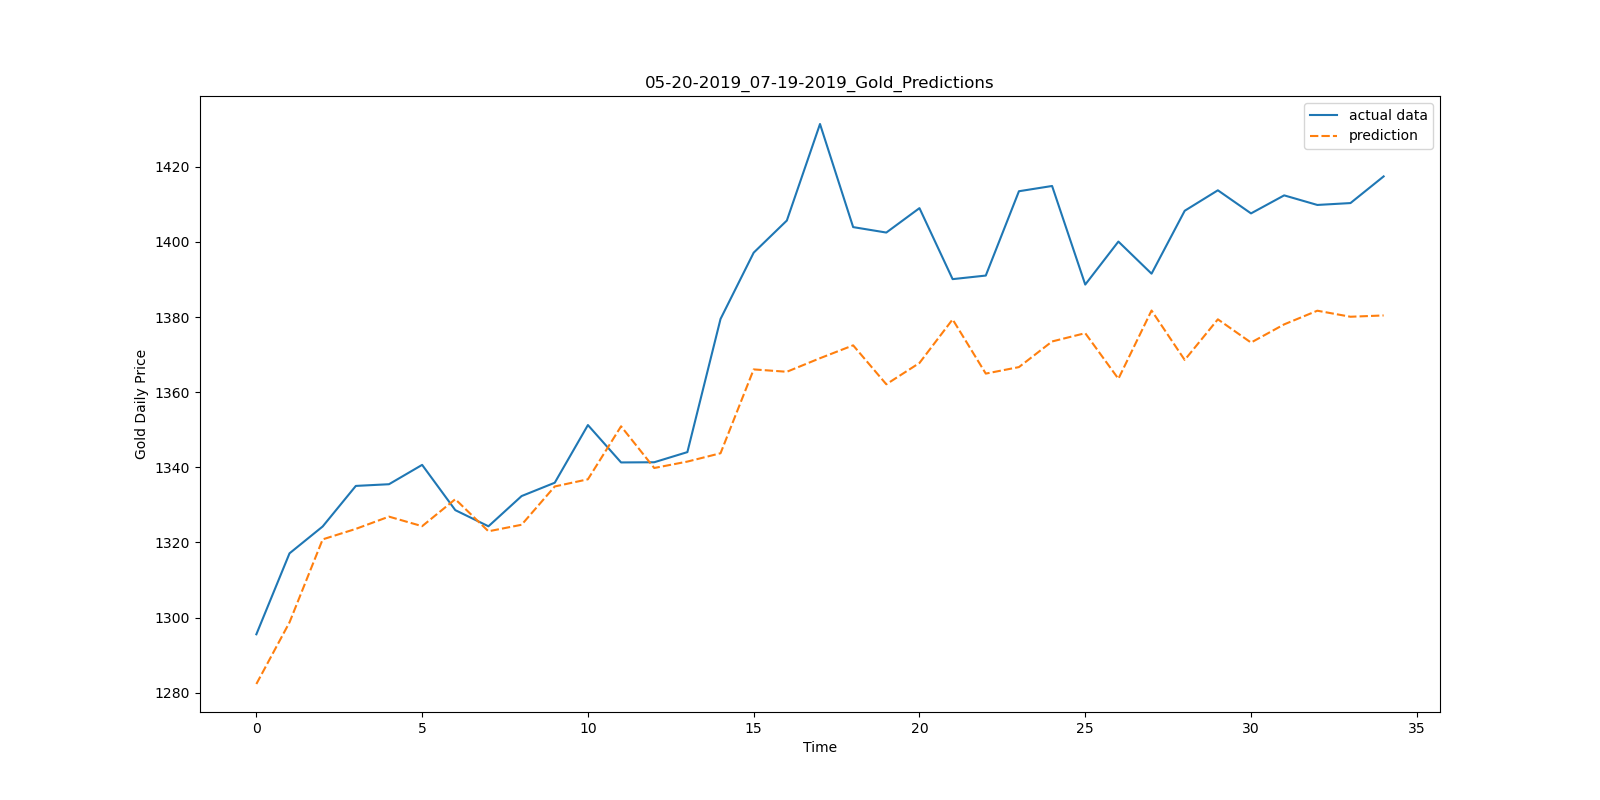 05-20-2019_07-19-2019_Gold_Predictions
actual data
prediction
1420
1400
1380
1360
1340
1320
1300
1280
Gold Daily Price
0 5 10 15 20 25 30 35
Time